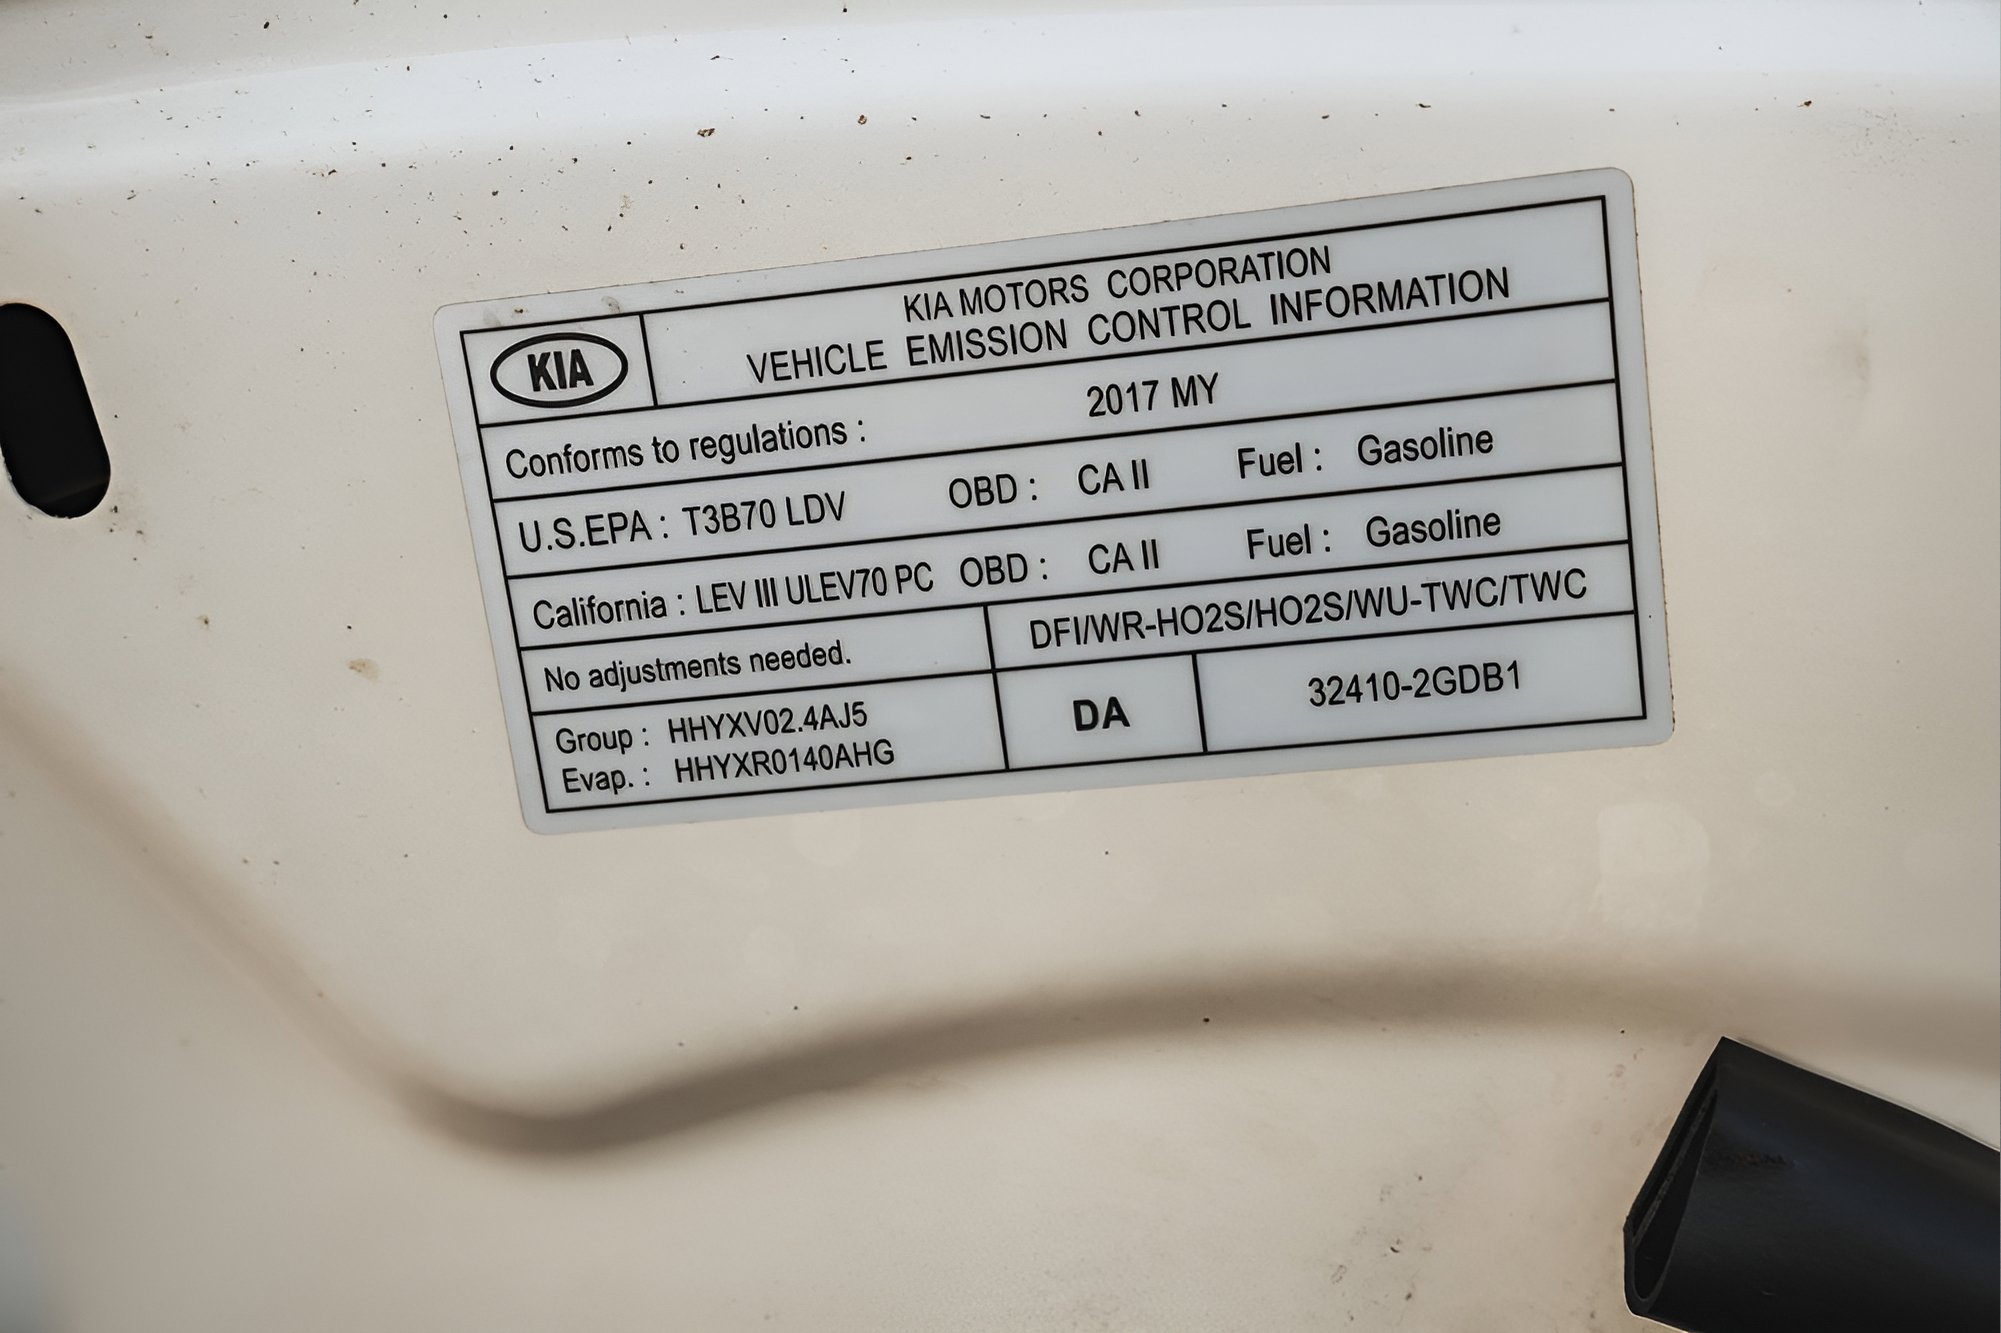 KIA
KIA MOTORS CORPORATION
VEHICLE EMISSION CONTROL INFORMATION
Conforms to regulations : 2017 MY
U.S.EPA : T3B70 LDV OBD : CA II Fuel : Gasoline
California : LEV III ULEV70 PC OBD : CA II Fuel : Gasoline
No adjustments needed. DFI/WR-HO2S/HO2S/WU-TWC/TWC
Group : HHYXV02.4AJ5
Evap. : HHYXR0140AHG
DA
32410-2GDB1